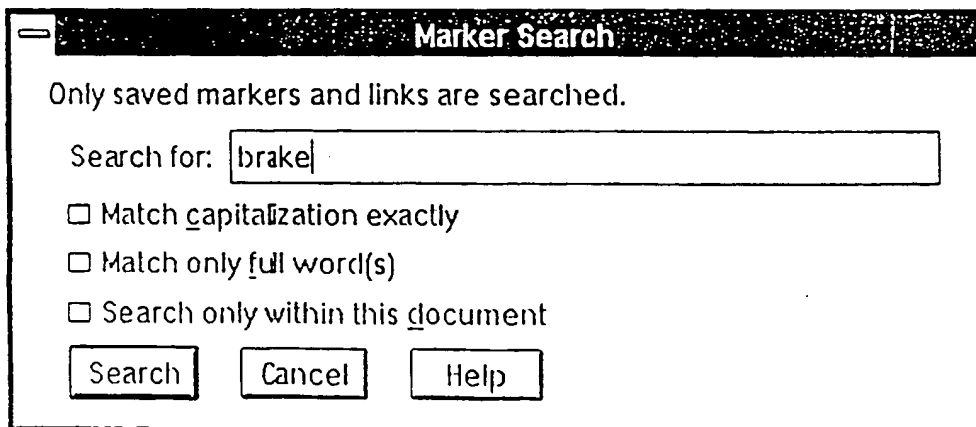 Marker Search
Only saved markers and links are searched.
Search for: brake
Match capitalization exactly
Match only full word(s)
Search only within this document
Search Cancel Help